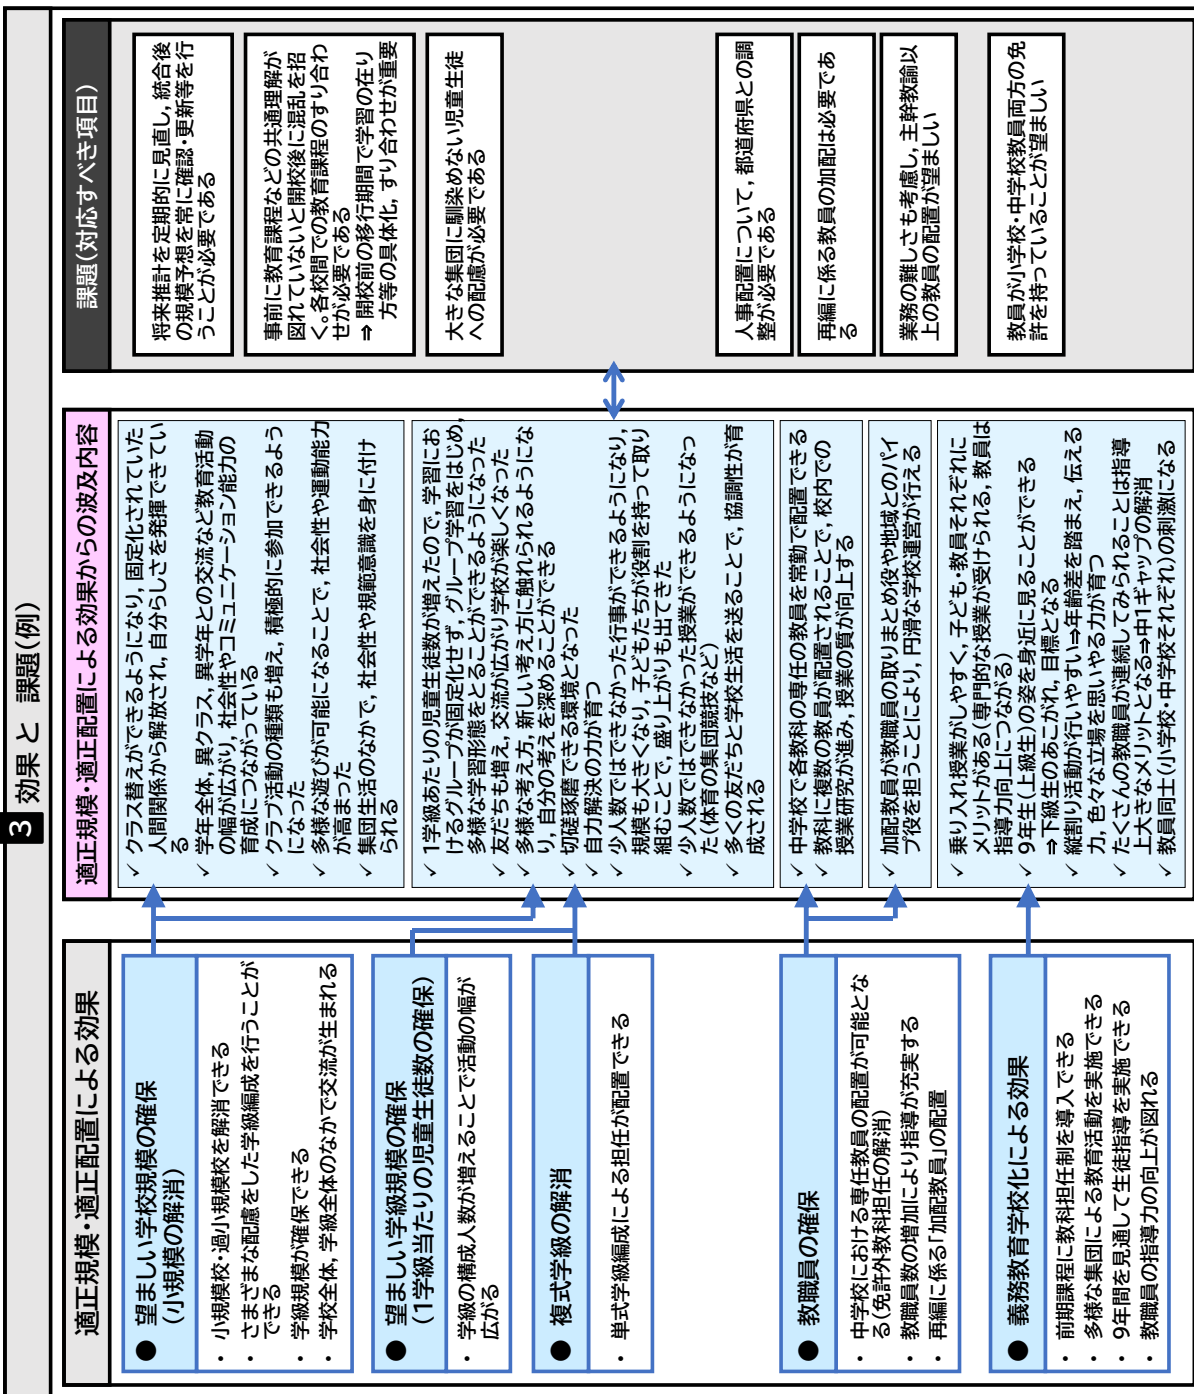 3 効果 と 課題(例)
適正規模・適正配置による効果
● 望ましい学校規模の確保
(小規模の解消)
・ 小規模校・過小規模校を解消できる
・ さまざまな配慮をした学級編成を行うことが
できる
・ 学級規模が確保できる
・ 学校全体,学級全体のなかで交流が生まれる
● 望ましい学級規模の確保
(1学級当たりの児童生徒数の確保)
・ 学級の構成人数が増えることで活動の幅が
広がる
● 複式学級の解消
・ 単式学級編成による担任が配置できる
● 教職員の確保
・ 中学校における専任教員の配置が可能とな
る(免許外教科担任の解消)
・ 教職員数の増加により指導が充実する
・ 再編に係る「加配教員」の配置
● 義務教育学校化による効果
・ 前期課程に教科担任制を導入できる
・ 多様な集団による教育活動を実施できる
・ 9年間を見通して生徒指導を実施できる
・ 教職員の指導力の向上が図れる
適正規模・適正配置による効果からの波及内容
✓ クラス替えができるようになり,固定化されていた
人間関係から解放され,自分らしさを発揮できてい
る
✓ 学年全体,異クラス,異学年との交流など教育活動
の幅が広がり,社会性やコミュニケーション能力の
育成につながっている
✓ クラブ活動の種類も増え,積極的に参加できるよう
になった
✓ 多様な遊びが可能になることで,社会性や運動能力
が高まった
✓ 集団生活のなかで,社会性や規範意識を身に付け
られる
✓ 1学級あたりの児童生徒数が増えたので,学習にお
けるグループが固定化せず,グループ学習をはじめ,
多様な学習形態をとることができるようになった
✓ 友だちも増え,交流が広がり学校が楽しくなった
✓ 多様な考え方,新しい考え方に触れられるようにな
り,自分の考えを深めることができる
✓ 切磋琢磨できる環境となった
✓ 自力解決の力が育つ
✓ 少人数ではできなかった行事ができるようになり,
規模も大きくなり,子どもたちが役割を持って取り
組むことで,盛り上がりも出てきた
✓ 少人数ではできなかった授業ができるようになっ
た(体育の集団競技など)
✓ 多くの友だちと学校生活を送ることで,協調性が育
成される
✓ 中学校で各教科の専任の教員を常勤で配置できる
✓ 教科に複数の教員が配置されることで,校内での
授業研究が進み,授業の質が向上する
✓ 加配教員が教職員の取りまとめ役や地域とのパイ
プ役を担うことにより,円滑な学校運営が行える
✓ 乗り入れ授業がしやすく,子ども・教員それぞれに
メリットがある(専門的な授業が受けられる,教員は
指導力向上につながる)
✓ 9年生(上級生)の姿を身近に見ることができる
⇒ 下級生のあこがれ,目標となる
✓ 縦割り活動が行いやすい⇒年齢差を踏まえ,伝える
力,色々な立場を思いやる力が育つ
✓ たくさんの教職員が連続してみられることは指導
上大きなメリットとなる⇒中1ギャップの解消
✓ 教員同士(小学校・中学校それぞれ)の刺激になる
課題(対応すべき項目)
将来推計を定期的に見直し,統合後
の規模予想を常に確認・更新等を行
うことが必要である
事前に教育課程などの共通理解が
図れていないと開校後に混乱を招
く。各校間での教育課程のすり合わ
せが必要である
⇒ 開校前の移行期間で学習の在り
方等の具体化,すり合わせが重要
大きな集団に馴染めない児童生徒
への配慮が必要である
人事配置について,都道府県との調
整が必要である
再編に係る教員の加配は必要であ
る
業務の難しさも考慮し,主幹教諭以
上の教員の配置が望ましい
教員が小学校・中学校教員両方の免
許を持っていることが望ましい